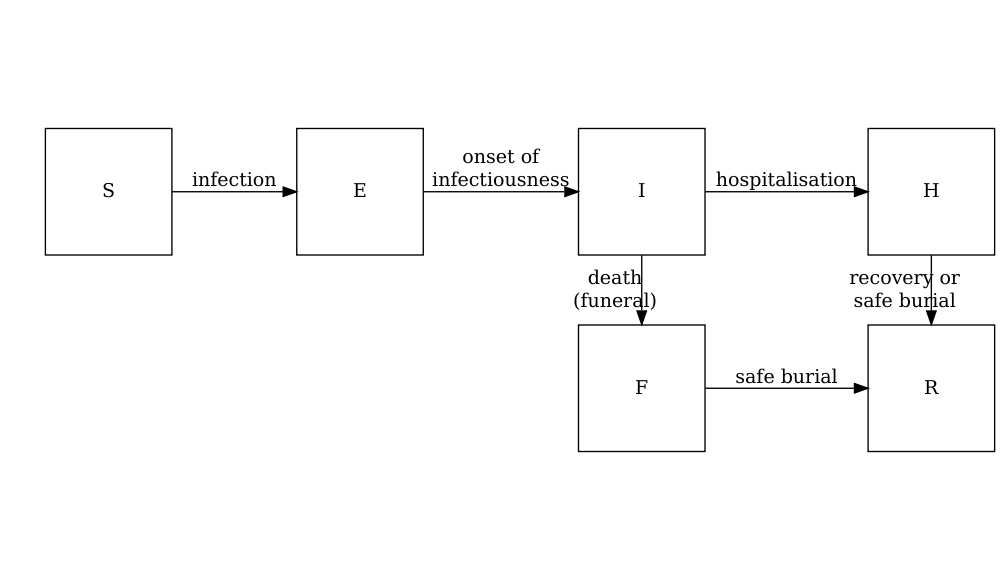 S
infection
E
onset of
infectiousness
I
hospitalisation
H
death
(funeral)
recovery or
safe burial
F
safe burial
R